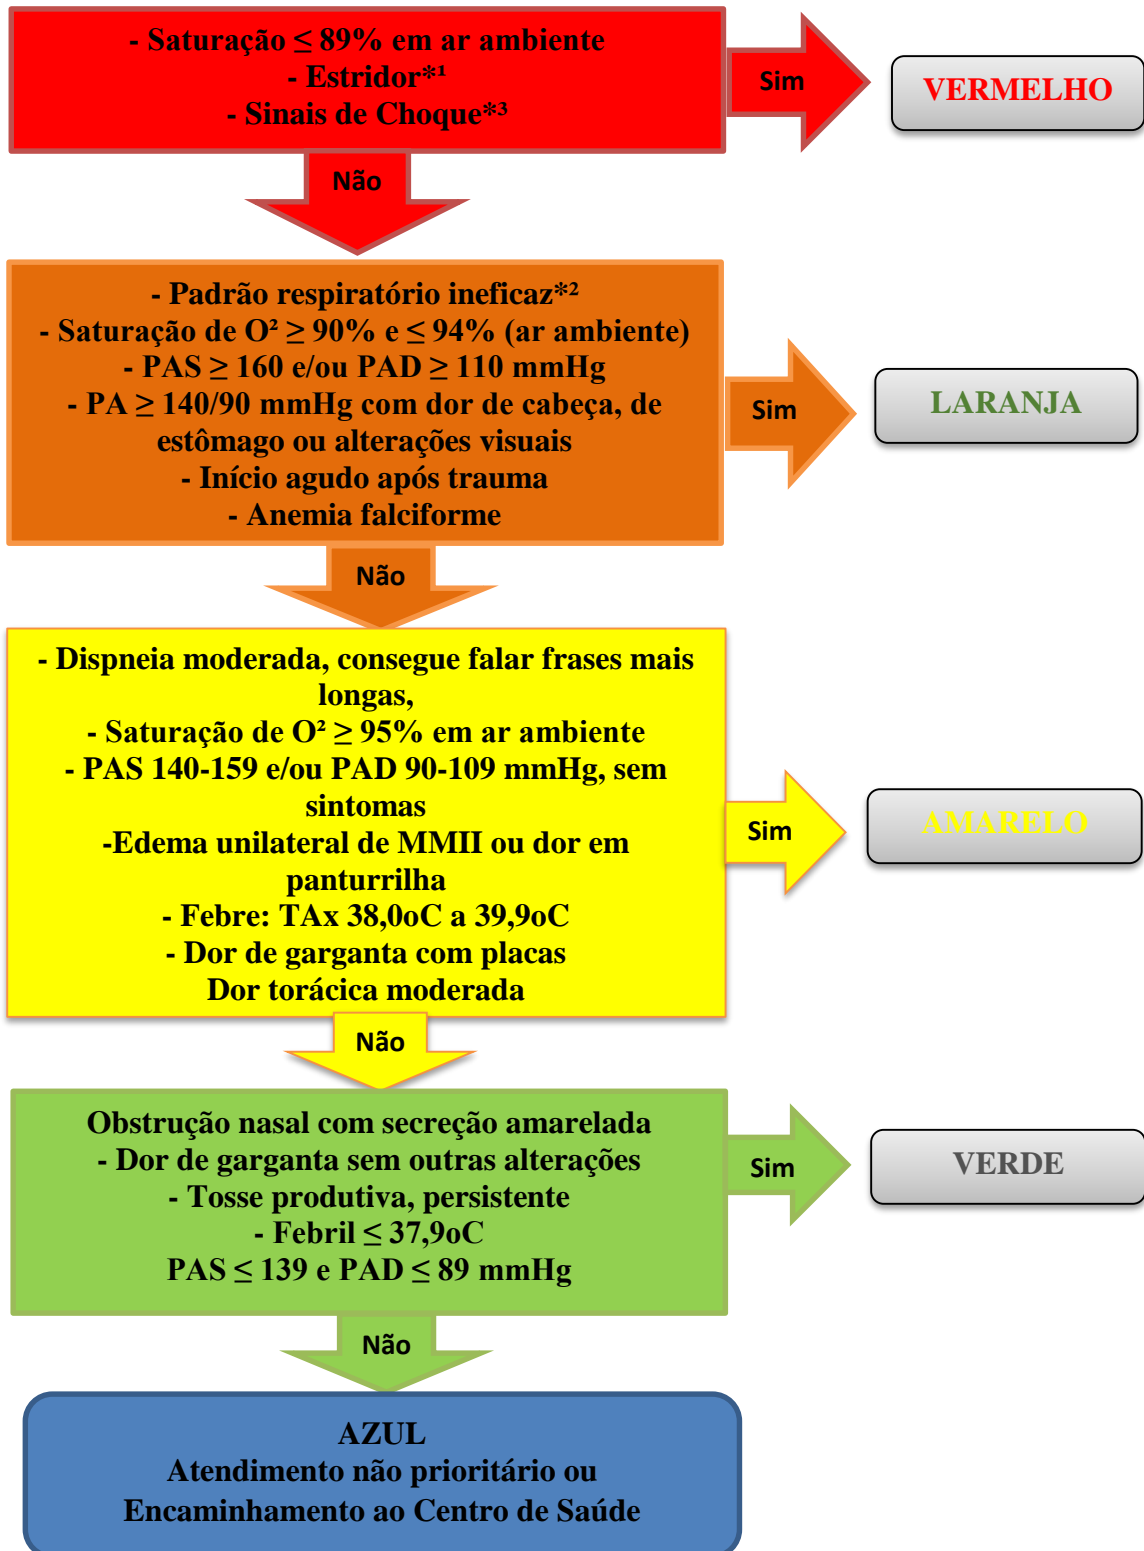 - Saturação ≤ 89% em ar ambiente
- Estridor*¹
- Sinais de Choque*³
Sim
VERMELHO
Não
- Padrão respiratório ineficaz*²
- Saturação de O² ≥ 90% e ≤ 94% (ar ambiente)
- PAS ≥ 160 e/ou PAD ≥ 110 mmHg
- PA ≥ 140/90 mmHg com dor de cabeça, de
estômago ou alterações visuais
- Início agudo após trauma
- Anemia falciforme
Sim
LARANJA
Não
- Dispneia moderada, consegue falar frases mais
longas,
- Saturação de O² ≥ 95% em ar ambiente
- PAS 140-159 e/ou PAD 90-109 mmHg, sem
sintomas
-Edema unilateral de MMII ou dor em
panturrilha
- Febre: TAx 38,0oC a 39,9oC
- Dor de garganta com placas
Dor torácica moderada
Sim
AMARELO
Não
Obstrução nasal com secreção amarelada
- Dor de garganta sem outras alterações
- Tosse produtiva, persistente
- Febril ≤ 37,9oC
PAS ≤ 139 e PAD ≤ 89 mmHg
Sim
VERDE
Não
AZUL
Atendimento não prioritário ou
Encaminhamento ao Centro de Saúde